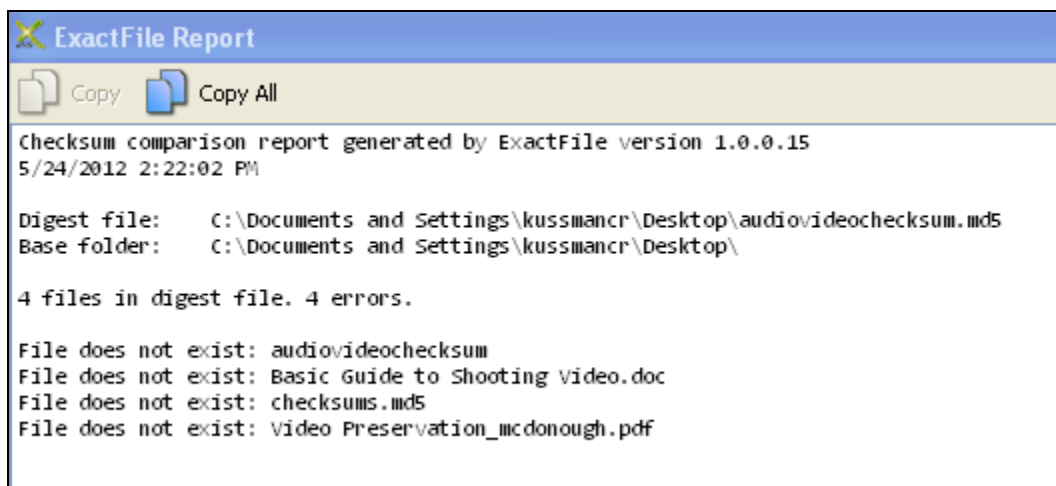 ExactFile Report
Copy Copy All
Checksum comparison report generated by ExactFile version 1.0.0.15
5/24/2012 2:22:02 PM
Digest file: C:\Documents and Settings\kussmancr\Desktop\audiovideochecksum.md5
Base folder: C:\Documents and Settings\kussmancr\Desktop\
4 files in digest file. 4 errors.
File does not exist: audiovideochecksum
File does not exist: Basic Guide to Shooting Video.doc
File does not exist: checksums.md5
File does not exist: Video Preservation_mcdonough.pdf